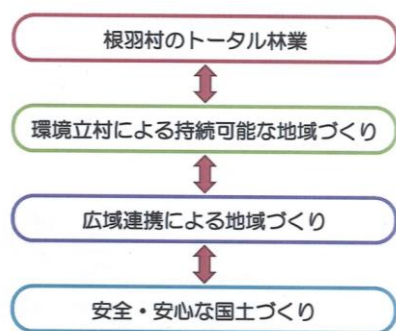 根羽村のトータル林業
環境立村による持続可能な地域づくり
広域連携による地域づくり
安全・安心な国土づくり